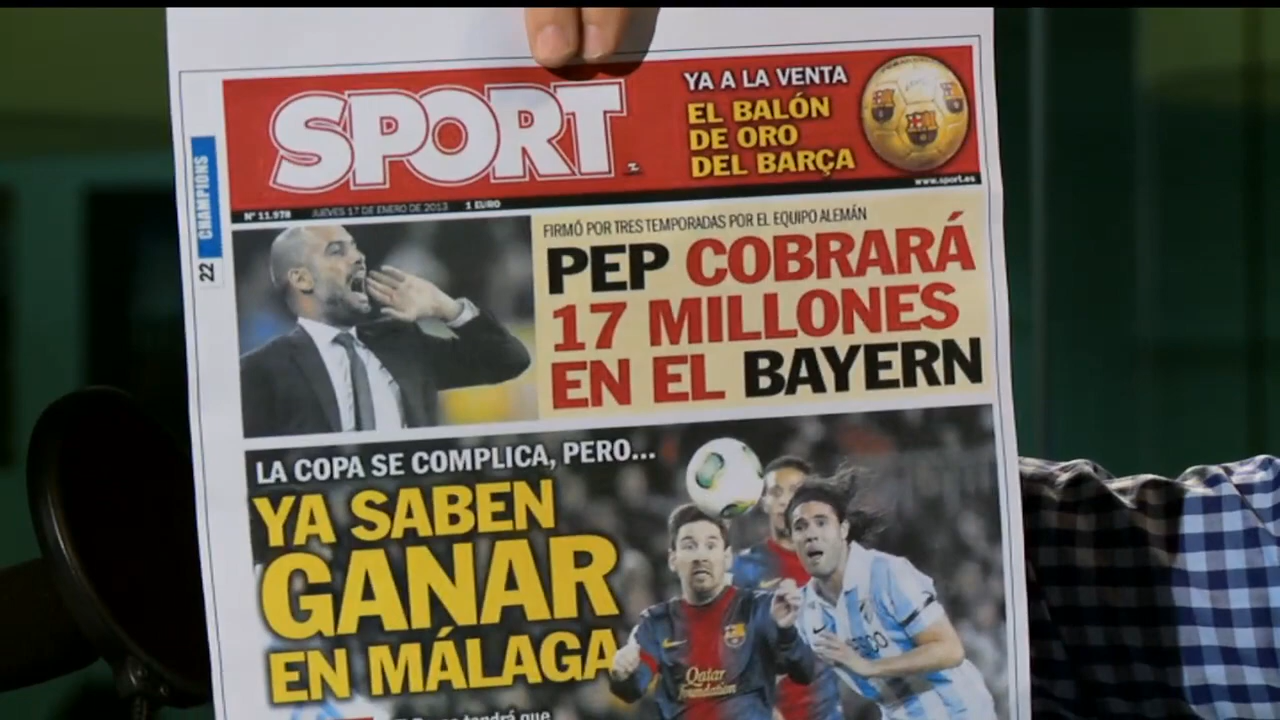 SPORT
YA A LA VENTA
EL BALÓN
DE ORO
DEL BARÇA
www.sport.es
CHAMPIONS
22
Nº 11.978 JUEVES 17 DE ENERO DE 2013 1 EURO
FIRMÓ POR TRES TEMPORADAS POR EL EQUIPO ALEMÁN
PEP COBRARÁ
17 MILLONES
EN EL BAYERN
LA COPA SE COMPLICA, PERO...
YA SABEN
GANAR
EN MÁLAGA
Qatar
Foundation
tendrá que